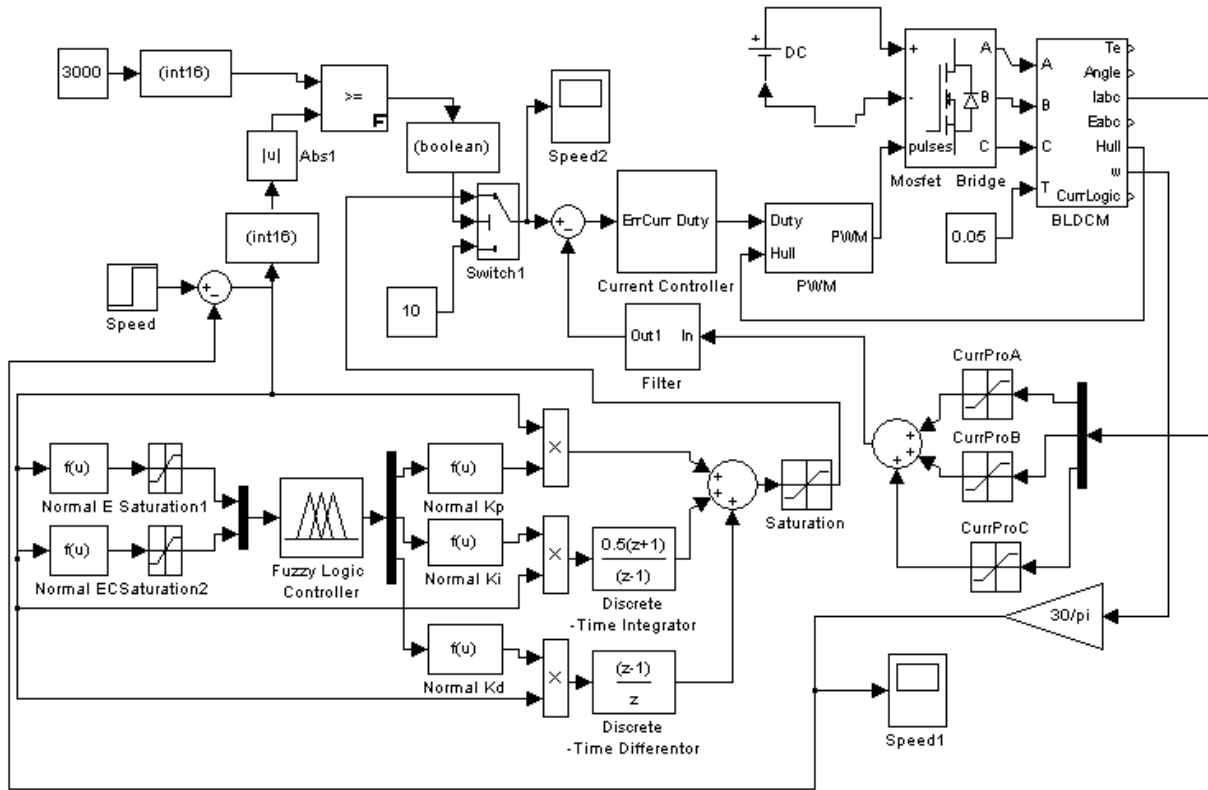 3000
(int16)
>=
F
|u|
Abs1
(int16)
(boolean)
Speed2
Switch1
10
Speed
+
−
+
−
ErrCurr Duty
Current Controller
Duty
Hull
PWM
PWM
+
DC
+
-
pulses
A
B
C
Mosfet Bridge
A
B
C
T
Te
Angle
Iabc
Eabc
Hull
w
CurrLogic
BLDCM
0.05
Out1 In
Filter
CurrProA
CurrProB
CurrProC
+
+
+
f(u)
Normal E
Saturation1
f(u)
Normal EC
Saturation2
Fuzzy Logic
Controller
f(u)
Normal Kp
f(u)
Normal Ki
f(u)
Normal Kd
×
×
×
0.5(z+1)
(z-1)
Discrete
-Time Integrator
(z-1)
z
Discrete
-Time Differentor
+
+
+
Saturation
30/pi
Speed1